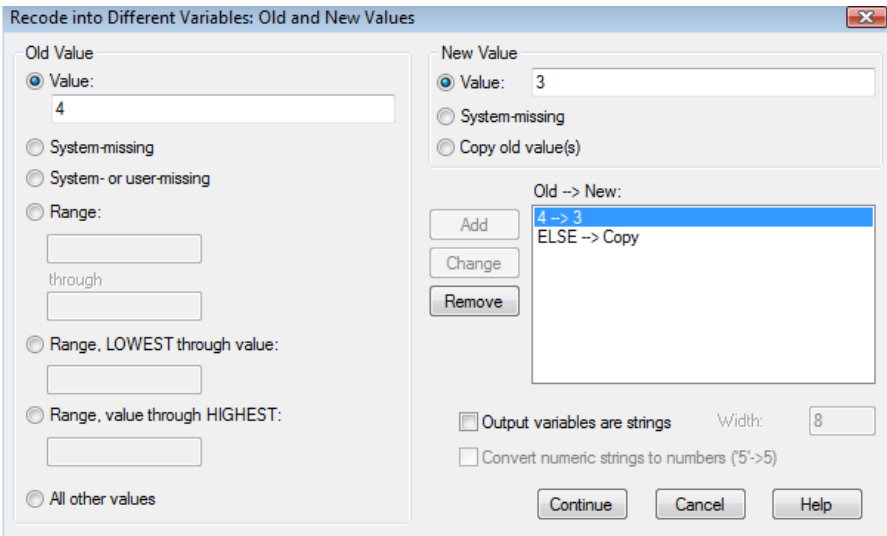 Recode into Different Variables: Old and New Values
Old Value
Value:
4
System-missing
System- or user-missing
Range:
through
Range, LOWEST through value:
Range, value through HIGHEST:
All other values
New Value
Value: 3
System-missing
Copy old value(s)
Old --> New:
Add
Change
Remove
4 --> 3
ELSE --> Copy
Output variables are strings Width: 8
Convert numeric strings to numbers ('5'->5)
Continue Cancel Help